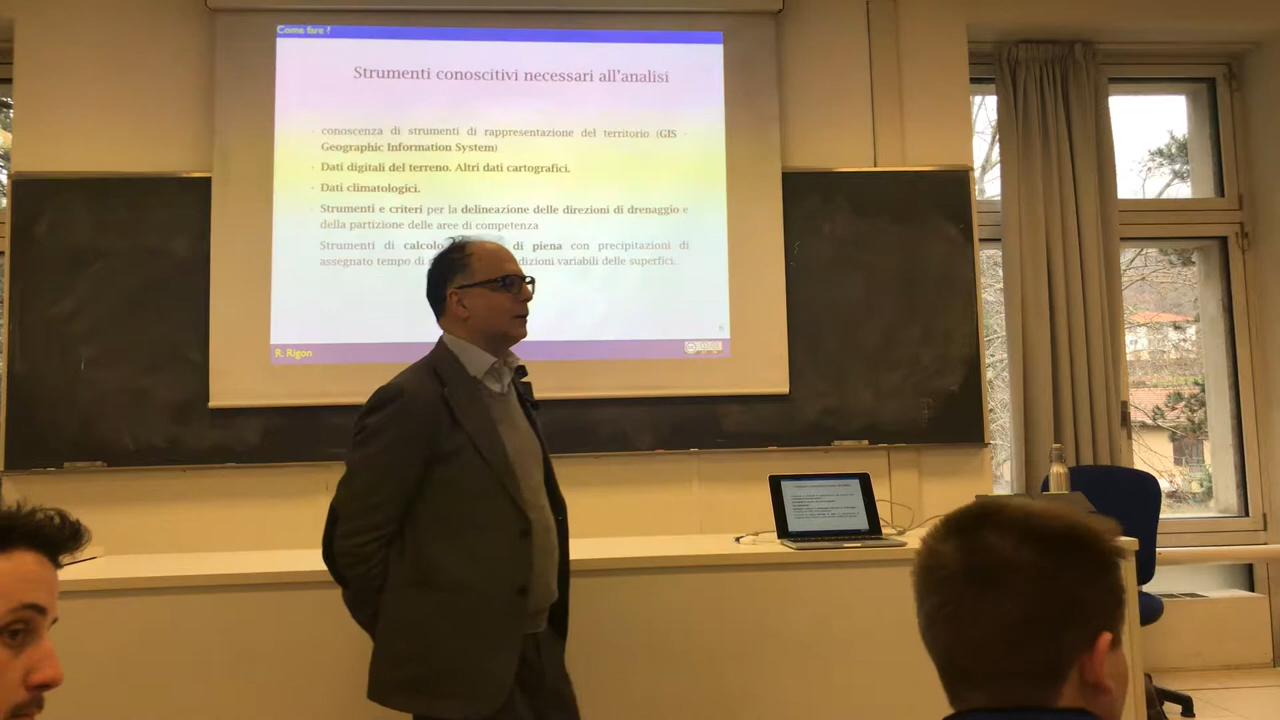 Come fare ?
Strumenti conoscitivi necessari all'analisi
· conoscenza di strumenti di rappresentazione del territorio (GIS -
Geographic Information System)
· Dati digitali del terreno. Altri dati cartografici.
· Dati climatologici.
Strumenti e criteri per la delineazione delle direzioni di drenaggio e
della partizione delle aree di competenza
Strumenti di calcolo di piena con precipitazioni di
assegnato tempo di variabili delle superfici.
R. Rigon